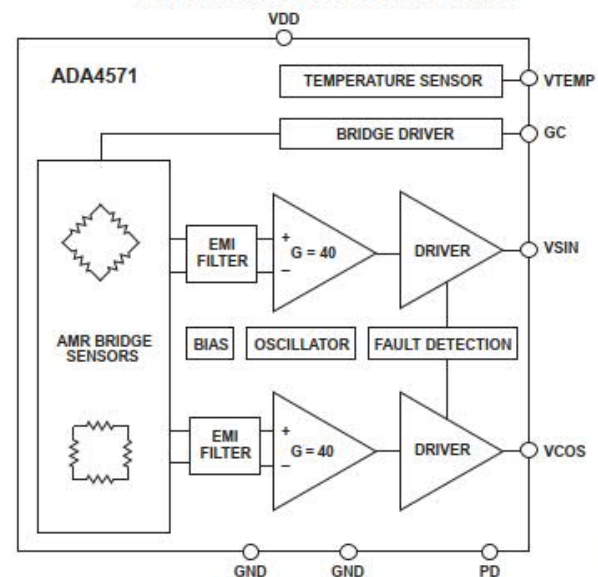 VDD
ADA4571
TEMPERATURE SENSOR
VTEMP
BRIDGE DRIVER
GC
EMI
FILTER
+
G = 40
−
DRIVER
VSIN
AMR BRIDGE
SENSORS
BIAS
OSCILLATOR
FAULT DETECTION
EMI
FILTER
+
G = 40
−
DRIVER
VCOS
GND
GND
PD